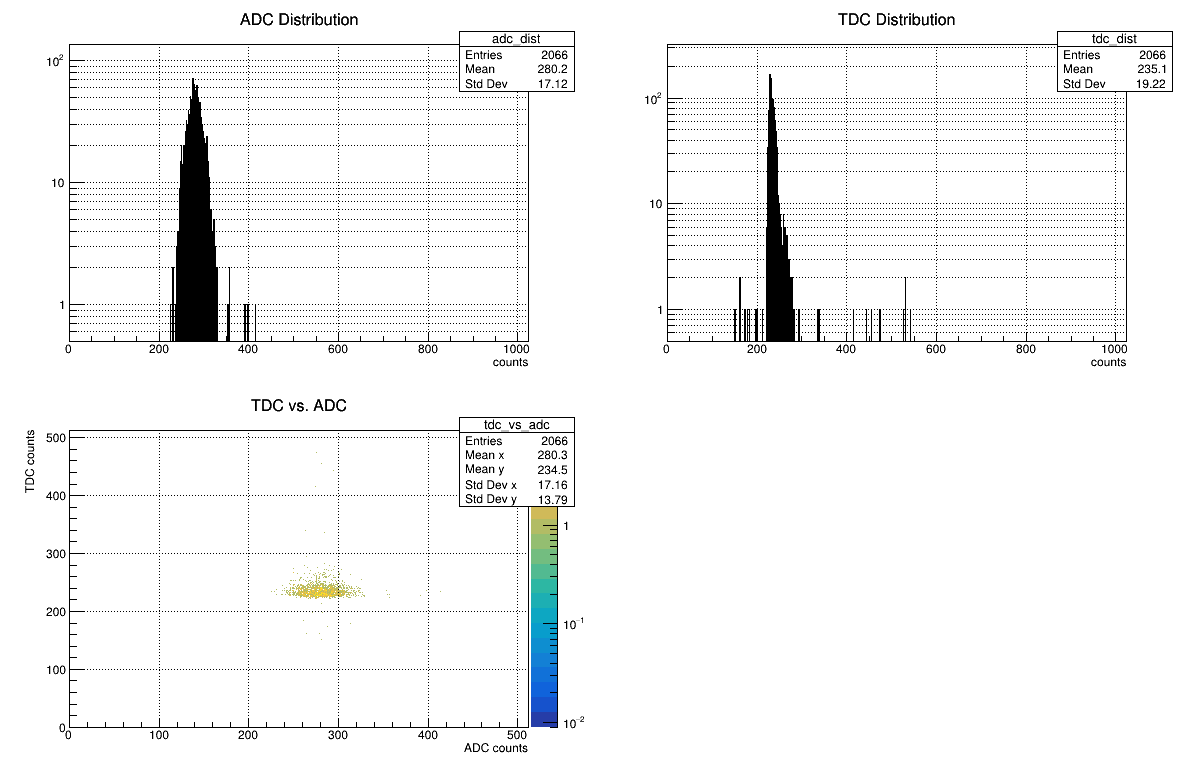 ADC Distribution
adc_dist
Entries 2066
Mean 280.2
Std Dev 17.12
10²
10
1
0 200 400 600 800 1000
counts
TDC Distribution
tdc_dist
Entries 2066
Mean 235.1
Std Dev 19.22
10²
10
1
0 200 400 600 800 1000
counts
TDC vs. ADC
tdc_vs_adc
Entries 2066
Mean x 280.3
Mean y 234.5
Std Dev x 17.16
Std Dev y 13.79
TDC counts
500
400
300
200
100
0
0 100 200 300 400 500
ADC counts
1
10⁻¹
10⁻²